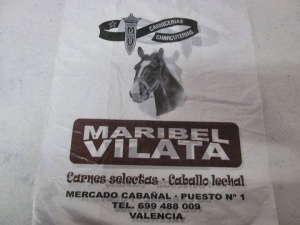 CARNICERIAS
CHARCUTERIAS
MARIBEL
VILATA
Carnes selectas - Caballo lechal
MERCADO CABAÑAL - PUESTO Nº 1
TEL. 699 488 009
VALENCIA